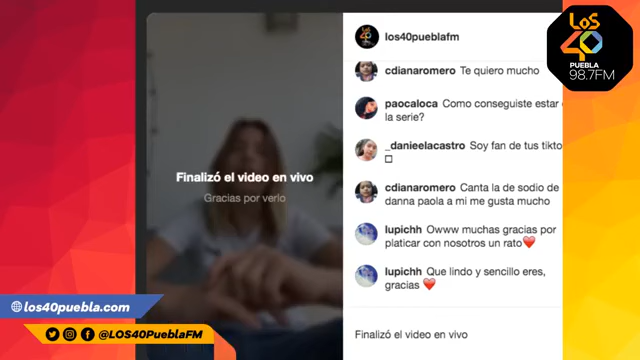 los40pueblafm
LOS
40
PUEBLA
98.7FM
cdianaromero Te quiero mucho
paocaloca Como conseguiste estar
la serie?
_danieelacastro Soy fan de tus tikto
cdianaromero Canta la de sodio de
danna paola a mi me gusta mucho
lupichh Owww muchas gracias por
platicar con nosotros un rato❤️
lupichh Que lindo y sencillo eres,
gracias ❤️
Finalizó el video en vivo
Finalizó el video en vivo
Gracias por verlo
los40puebla.com
@LOS40PueblaFM